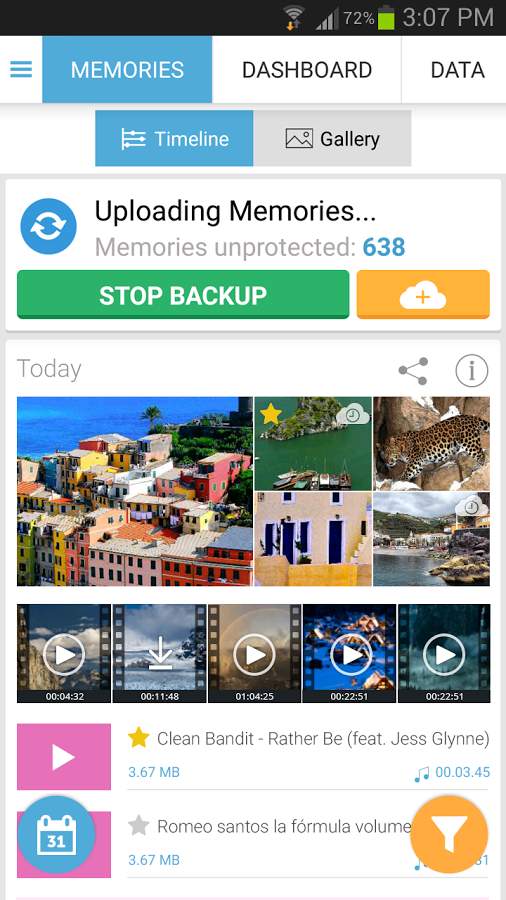 72% 3:07 PM
MEMORIES DASHBOARD DATA
Timeline Gallery
Uploading Memories...
Memories unprotected: 638
STOP BACKUP
Today
00:04:32 00:11:48 01:04:25 00:22:51 00:22:51
Clean Bandit - Rather Be (feat. Jess Glynne)
3.67 MB 00.03.45
Romeo santos la fórmula volume
31 3.67 MB 31